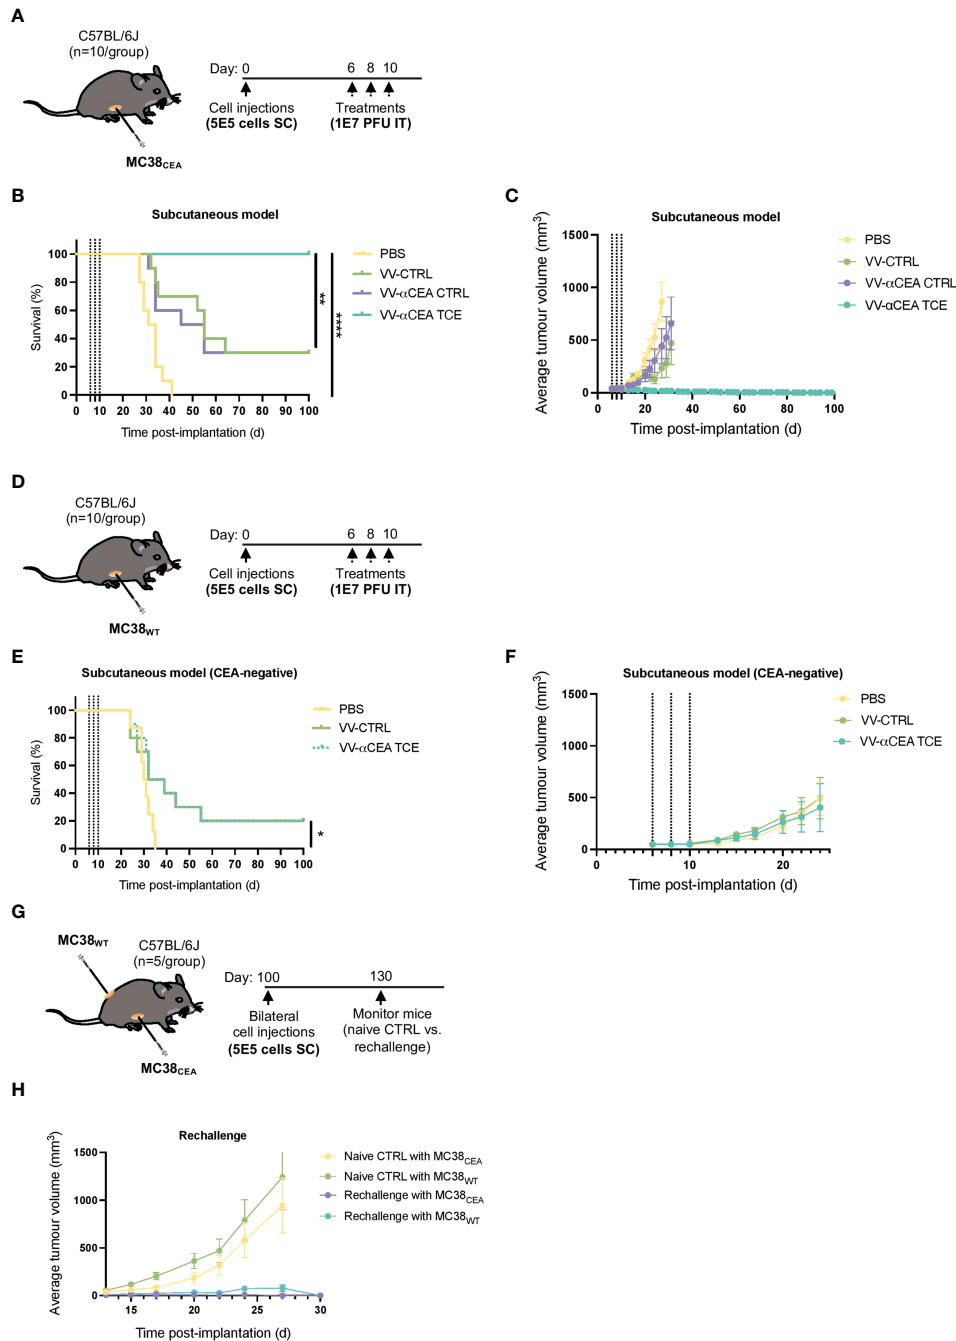 A
C57BL/6J
(n=10/group)
Day: 0 6 8 10
Cell injections
(5E5 cells SC)
Treatments
(1E7 PFU IT)
MC38CEA
B
Subcutaneous model
Survival (%)
100
80
60
40
20
0
0 10 20 30 40 50 60 70 80 90 100
Time post-implantation (d)
PBS
VV-CTRL
VV-αCEA CTRL
VV-αCEA TCE
**
****
C
Subcutaneous model
Average tumour volume (mm3)
1500
1000
500
0
0 20 40 60 80 100
Time post-implantation (d)
PBS
VV-CTRL
VV-αCEA CTRL
VV-αCEA TCE
D
C57BL/6J
(n=10/group)
Day: 0 6 8 10
Cell injections
(5E5 cells SC)
Treatments
(1E7 PFU IT)
MC38WT
E
Subcutaneous model (CEA-negative)
Survival (%)
100
80
60
40
20
0
0 10 20 30 40 50 60 70 80 90 100
Time post-implantation (d)
PBS
VV-CTRL
VV-αCEA TCE
*
F
Subcutaneous model (CEA-negative)
Average tumour volume (mm3)
1500
1000
500
0
0 10 20
Time post-implantation (d)
PBS
VV-CTRL
VV-αCEA TCE
G
MC38WT
C57BL/6J
(n=5/group)
Day: 100 130
Bilateral
cell injections
(5E5 cells SC)
Monitor mice
(naive CTRL vs.
rechallenge)
MC38CEA
H
Rechallenge
Average tumour volume (mm3)
1500
1000
500
0
15 20 25 30
Time post-implantation (d)
Naive CTRL with MC38CEA
Naive CTRL with MC38WT
Rechallenge with MC38CEA
Rechallenge with MC38WT